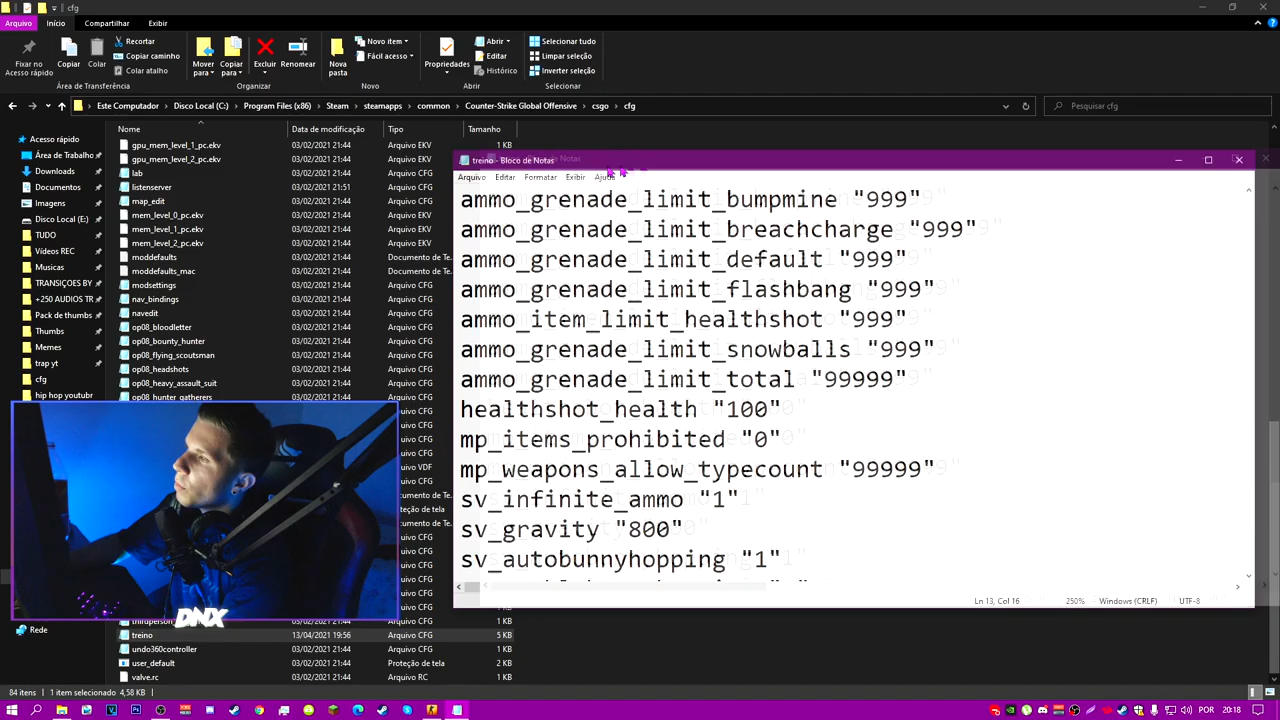 cfg
Arquivo Início Compartilhar Exibir
Fixar no Acesso rápido
Copiar
Colar
Recortar
Copiar caminho
Colar atalho
Mover para
Copiar para
Excluir
Renomear
Nova pasta
Novo item
Fácil acesso
Propriedades
Abrir
Editar
Histórico
Selecionar tudo
Limpar seleção
Inverter seleção
Área de Transferência
Organizar
Novo
Abrir
Selecionar
Este Computador > Disco Local (C:) > Program Files (x86) > Steam > steamapps > common > Counter-Strike Global Offensive > csgo > cfg
Pesquisar cfg
Nome Data de modificação Tipo Tamanho
Acesso rápido
Área de Trabalho
Downloads
Documentos
Imagens
Disco Local (E:)
TUDO
Vídeos REC
Musicas
TRANSIÇOES BY
+250 AUDIOS TR
Pack de thumbs
Thumbs
Memes
trap yt
cfg
hip hop youtube
Rede
gpu_mem_level_1_pc.ekv 03/02/2021 21:44 Arquivo EKV 1 KB
gpu_mem_level_2_pc.ekv 03/02/2021 21:44 Arquivo EKV
lab 03/02/2021 21:44 Arquivo CFG
listenserver 03/02/2021 21:51 Arquivo CFG
map_edit 03/02/2021 21:44 Arquivo CFG
mem_level_0_pc.ekv 03/02/2021 21:44 Arquivo EKV
mem_level_1_pc.ekv 03/02/2021 21:44 Arquivo EKV
mem_level_2_pc.ekv 03/02/2021 21:44 Arquivo EKV
moddefaults 03/02/2021 21:44 Documento de Te.
moddefaults_mac 03/02/2021 21:44 Documento de Te.
modsettings 03/02/2021 21:44 Arquivo CFG
nav_bindings 03/02/2021 21:44 Arquivo CFG
navedit 03/02/2021 21:44 Arquivo CFG
op08_bloodletter 03/02/2021 21:44 Arquivo CFG
op08_bounty_hunter 03/02/2021 21:44 Arquivo CFG
op08_flying_scoutsman 03/02/2021 21:44 Arquivo CFG
op08_headshots 03/02/2021 21:44 Arquivo CFG
op08_heavy_assault_suit 03/02/2021 21:44 Arquivo CFG
op08_hunter_gatherers 03/02/2021 21:44 Arquivo CFG
treino 13/04/2021 19:56 Arquivo CFG 5 KB
undo360controller 03/02/2021 21:44 Arquivo CFG 1 KB
user_default 03/02/2021 21:44 Proteção de tela 2 KB
valve.rc 03/02/2021 21:44 Arquivo RC 1 KB
treino - Bloco de Notas
Arquivo Editar Formatar Exibir Ajuda
ammo_grenade_limit_bumpmine "999"
ammo_grenade_limit_breachcharge "999"
ammo_grenade_limit_default "999"
ammo_grenade_limit_flashbang "999"
ammo_item_limit_healthshot "999"
ammo_grenade_limit_snowballs "999"
ammo_grenade_limit_total "99999"
healthshot_health "100"
mp_items_prohibited "0"
mp_weapons_allow_typecount "99999"
sv_infinite_ammo "1"
sv_gravity "800"
sv_autobunnyhopping "1"
Ln 13, Col 16 250% Windows (CRLF) UTF-8
DNX
84 itens 1 item selecionado 4,58 KB
POR 20:18